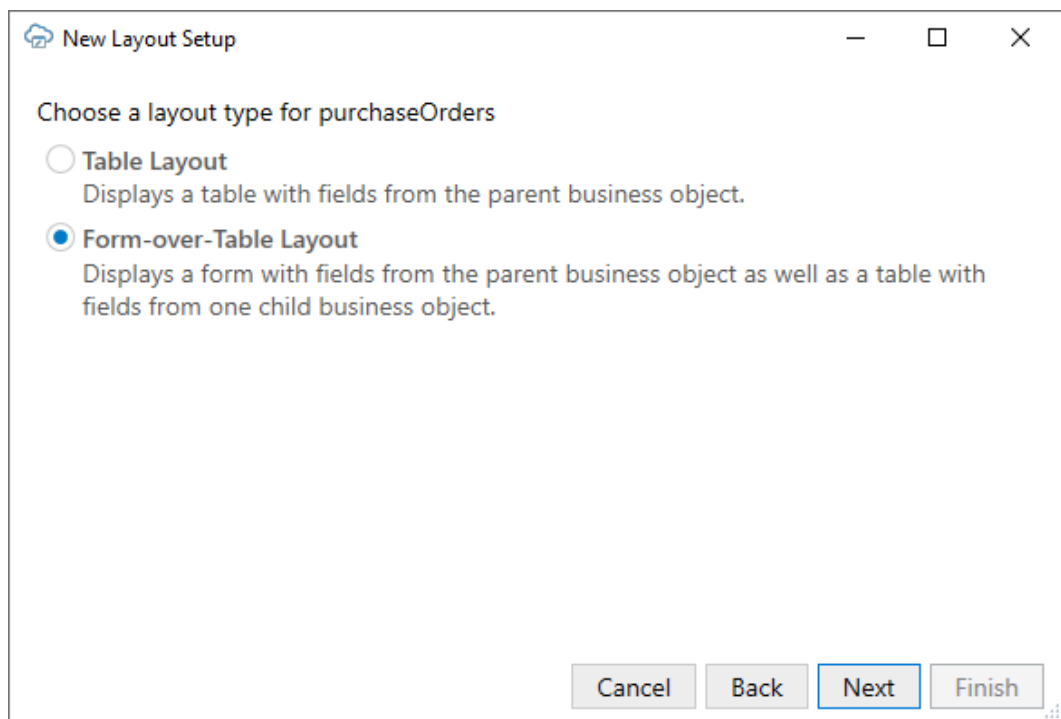 New Layout Setup
Choose a layout type for purchaseOrders
Table Layout
Displays a table with fields from the parent business object.
Form-over-Table Layout
Displays a form with fields from the parent business object as well as a table with
fields from one child business object.
Cancel Back Next Finish